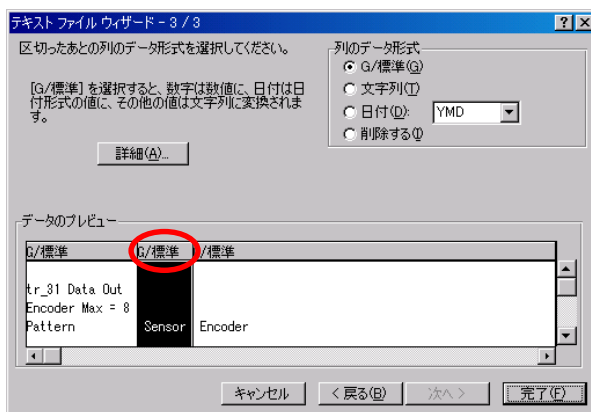 テキスト ファイル ウィザード - 3 / 3
区切ったあとの列のデータ形式を選択してください。
[G/標準] を選択すると、数字は数値に、日付は日
付形式の値に、その他の値は文字列に変換されま
す。
詳細(A)...
列のデータ形式
G/標準(G)
文字列(T)
日付(D):
YMD
削除する(I)
データのプレビュー
G/標準 G/標準 /標準
tr_31 Data Out
Encoder Max = 8
Pattern Sensor Encoder
キャンセル
< 戻る(B)
次へ >
完了(F)